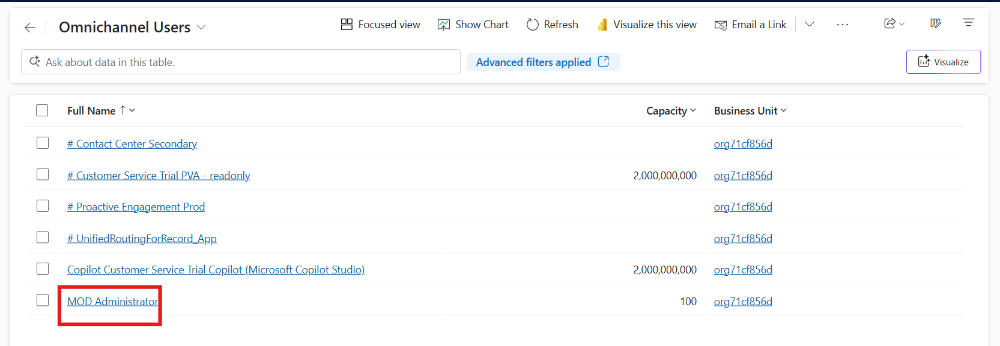 Omnichannel Users
Focused view
Show Chart
Refresh
Visualize this view
Email a Link
Ask about data in this table.
Advanced filters applied
Visualize
Full Name Capacity Business Unit
# Contact Center Secondary org71cf856d
# Customer Service Trial PVA - readonly 2,000,000,000 org71cf856d
# Proactive Engagement Prod org71cf856d
# UnifiedRoutingForRecord_App org71cf856d
Copilot Customer Service Trial Copilot (Microsoft Copilot Studio) 2,000,000,000 org71cf856d
MOD Administrator 100 org71cf856d